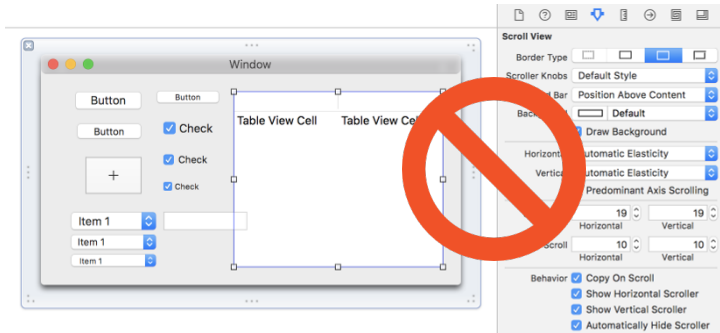 Window
Button
Button
Button
Check
Check
Check
+
Item 1
Item 1
Item 1
Table View Cell Table View Cell
Scroll View
Border Type
Scroller Knobs Default Style
Bar Position Above Content
Default
Draw Background
Automatic Elasticity
Vertical Automatic Elasticity
Predominant Axis Scrolling
19 19
Horizontal Vertical
Scroll 10 10
Horizontal Vertical
Behavior Copy On Scroll
Show Horizontal Scroller
Show Vertical Scroller
Automatically Hide Scroller